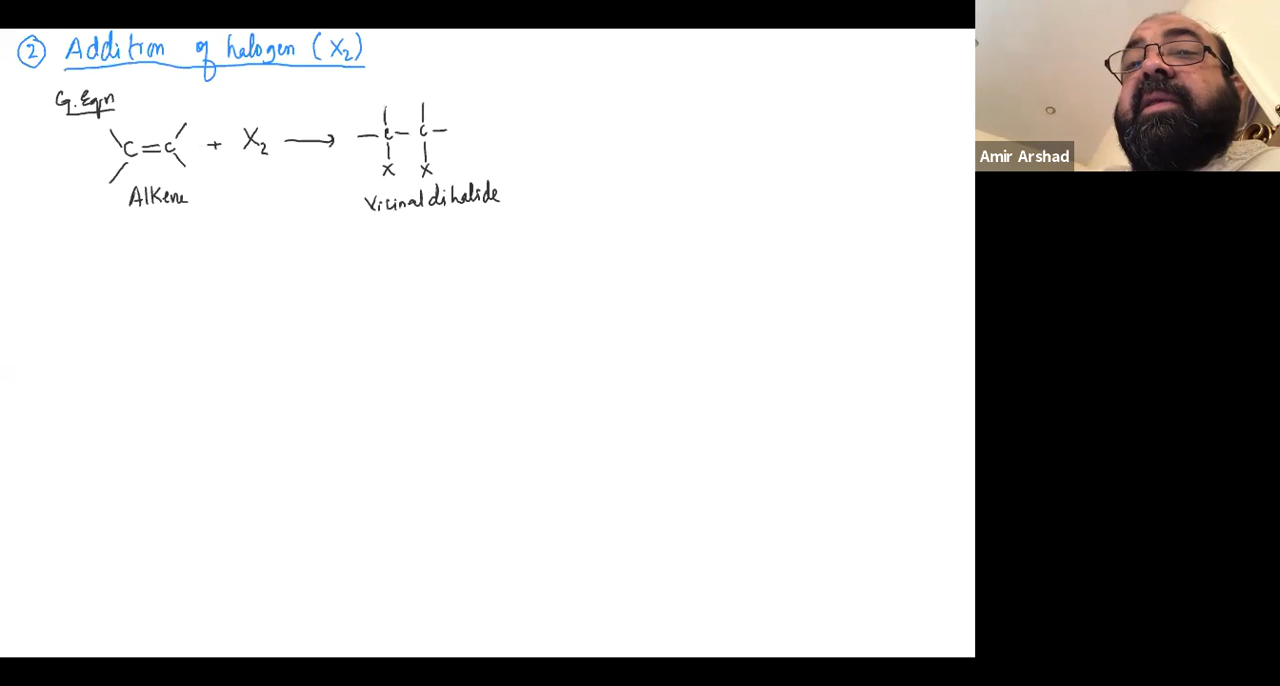 ② Addition of halogen (X₂)
G. Eqn
C=C + X₂ ⟶ -C-C-
X X
Alkene
Vicinal dihalide
Amir Arshad